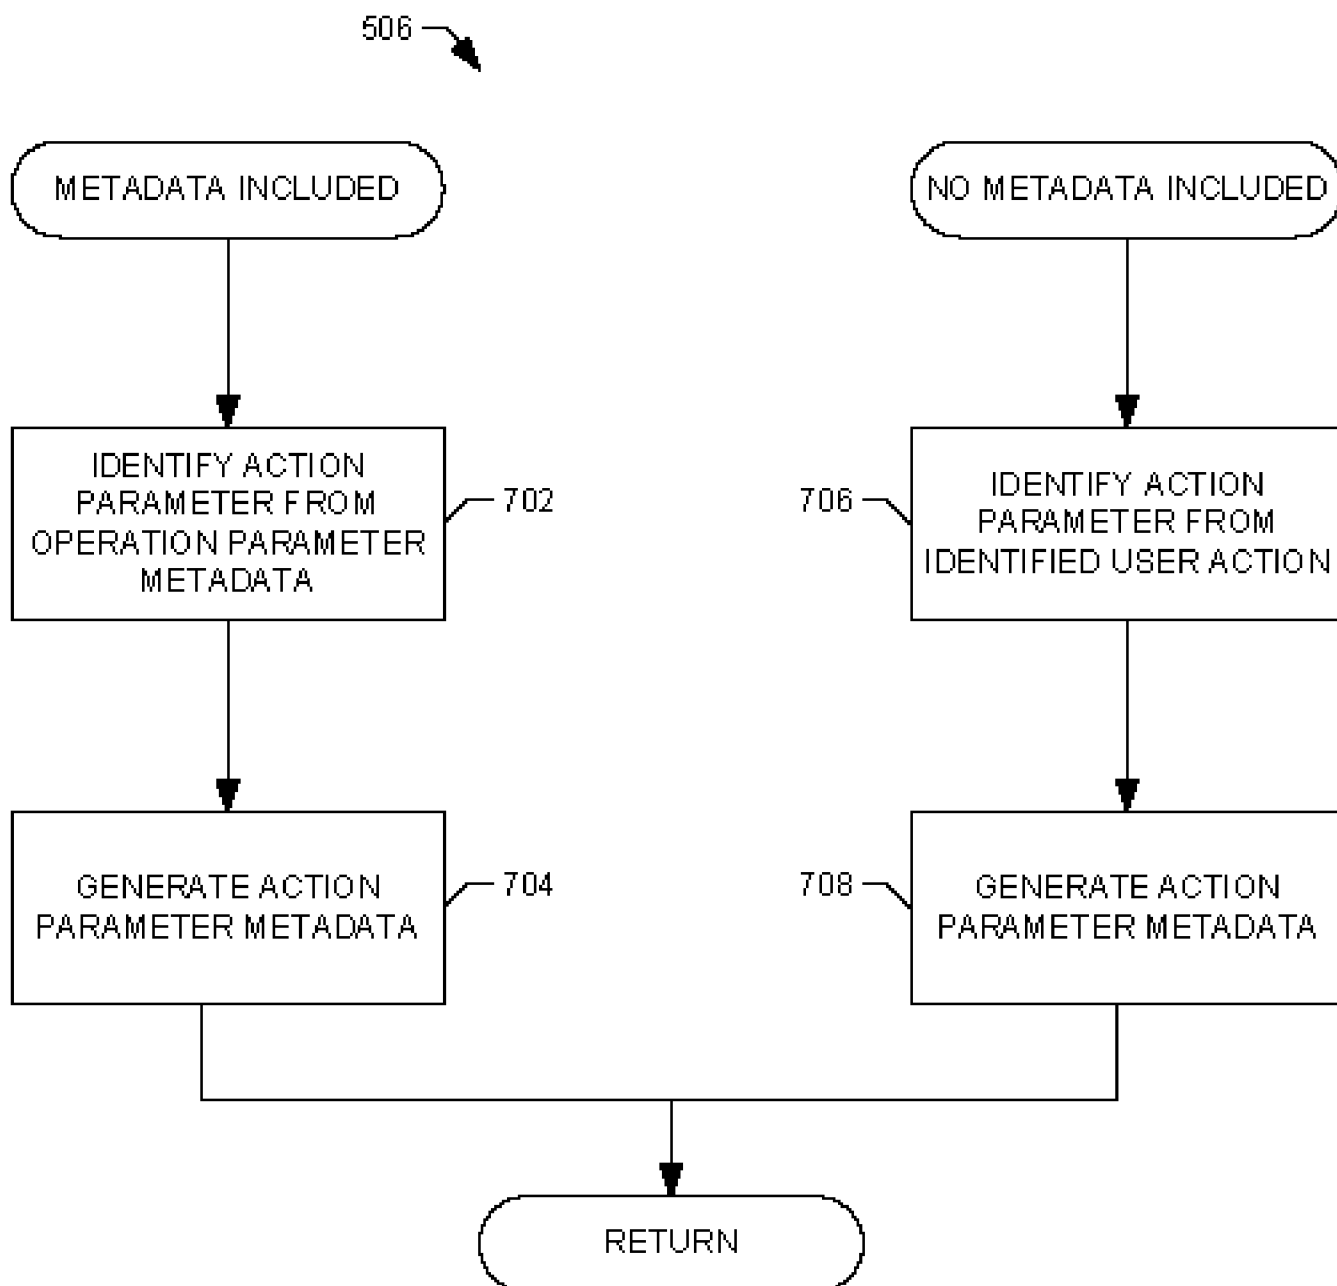 506
METADATA INCLUDED
NO METADATA INCLUDED
IDENTIFY ACTION
PARAMETER FROM
OPERATION PARAMETER
METADATA
702
706
IDENTIFY ACTION
PARAMETER FROM
IDENTIFIED USER ACTION
GENERATE ACTION
PARAMETER METADATA
704
708
GENERATE ACTION
PARAMETER METADATA
RETURN